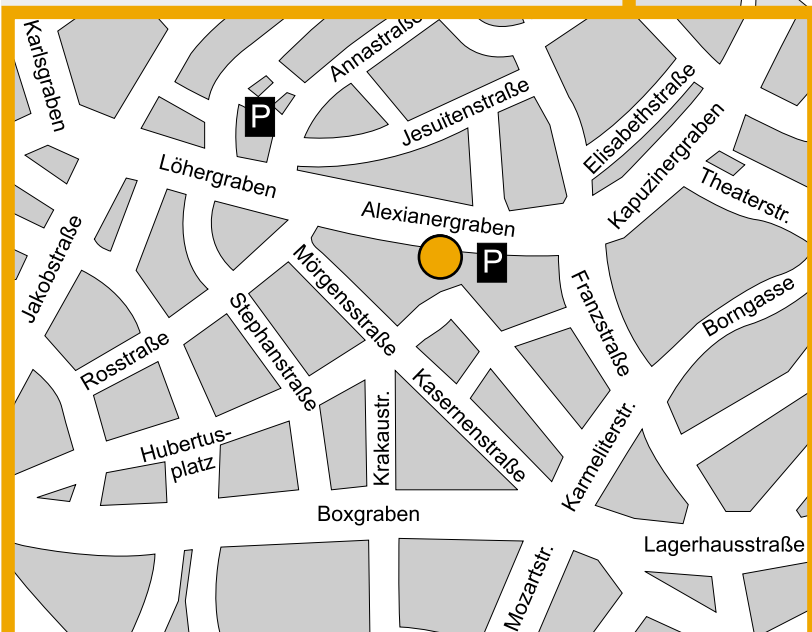 Karlsgraben
Annastraße
P
Jesuitenstraße
Elisabethstraße
Kapuzinergraben
Theaterstr.
Löhergraben
Alexianergraben
P
Jakobstraße
Mörgensstraße
Stephanstraße
Franzstraße
Borngasse
Rosstraße
Kasernenstraße
Krakaustr.
Karmeliterstr.
Hubertus-
platz
Boxgraben
Lagerhausstraße
Mozartstr.